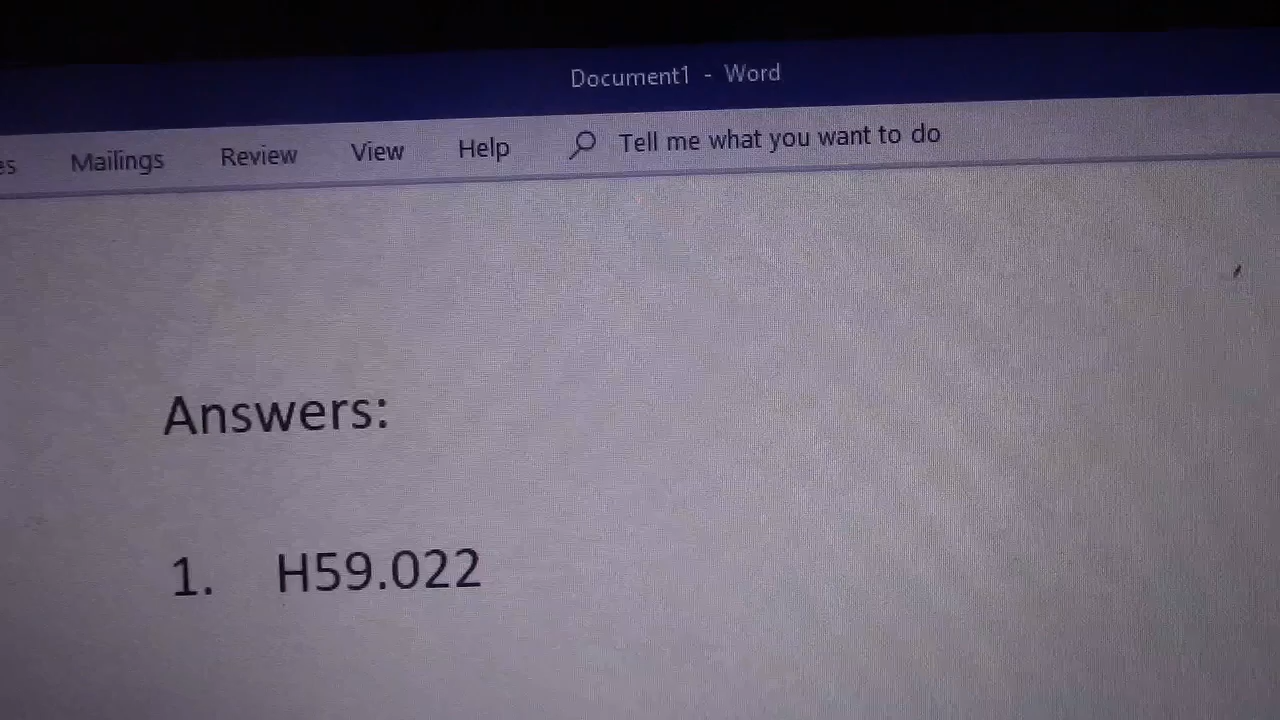 Document1 - Word
es Mailings Review View Help Tell me what you want to do
Answers:
1. H59.022